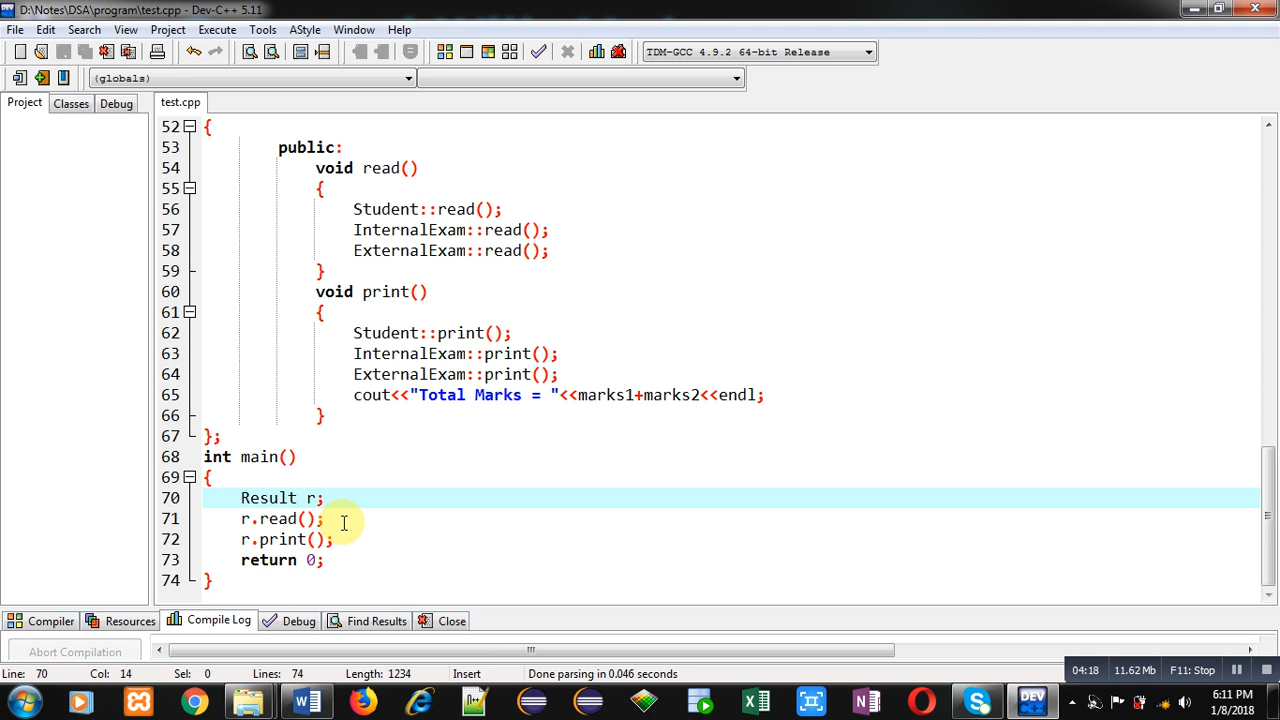 D:\Notes\DSA\program\test.cpp - Dev-C++ 5.11
File Edit Search View Project Execute Tools AStyle Window Help
TDM-GCC 4.9.2 64-bit Release
(globals)
Project Classes Debug test.cpp
52 {
53 public:
54 void read()
55 {
56 Student::read();
57 InternalExam::read();
58 ExternalExam::read();
59 }
60 void print()
61 {
62 Student::print();
63 InternalExam::print();
64 ExternalExam::print();
65 cout<<"Total Marks = "<<marks1+marks2<<endl;
66 }
67 };
68 int main()
69 {
70 Result r;
71 r.read();
72 r.print();
73 return 0;
74 }
Compiler Resources Compile Log Debug Find Results Close
Abort Compilation
Line: 70 Col: 14 Sel: 0 Lines: 74 Length: 1234 Insert Done parsing in 0.046 seconds
04:18 11.62 Mb F11: Stop
DEV
6:11 PM
1/8/2018